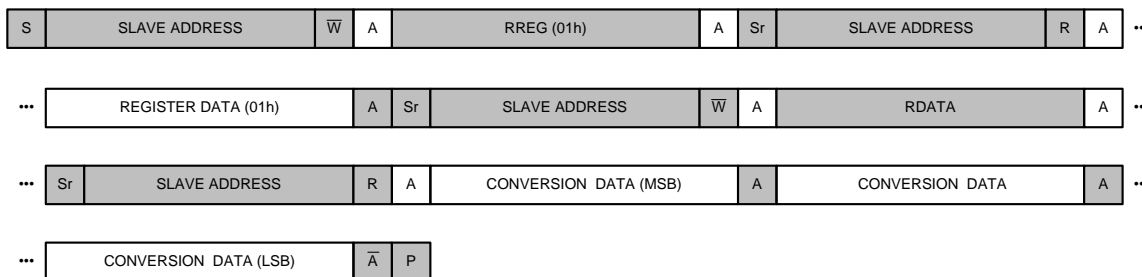 S SLAVE ADDRESS W̅ A RREG (01h) A Sr SLAVE ADDRESS R A •••
••• REGISTER DATA (01h) A Sr SLAVE ADDRESS W̅ A RDATA A •••
••• Sr SLAVE ADDRESS R A CONVERSION DATA (MSB) A CONVERSION DATA A •••
••• CONVERSION DATA (LSB) A̅ P